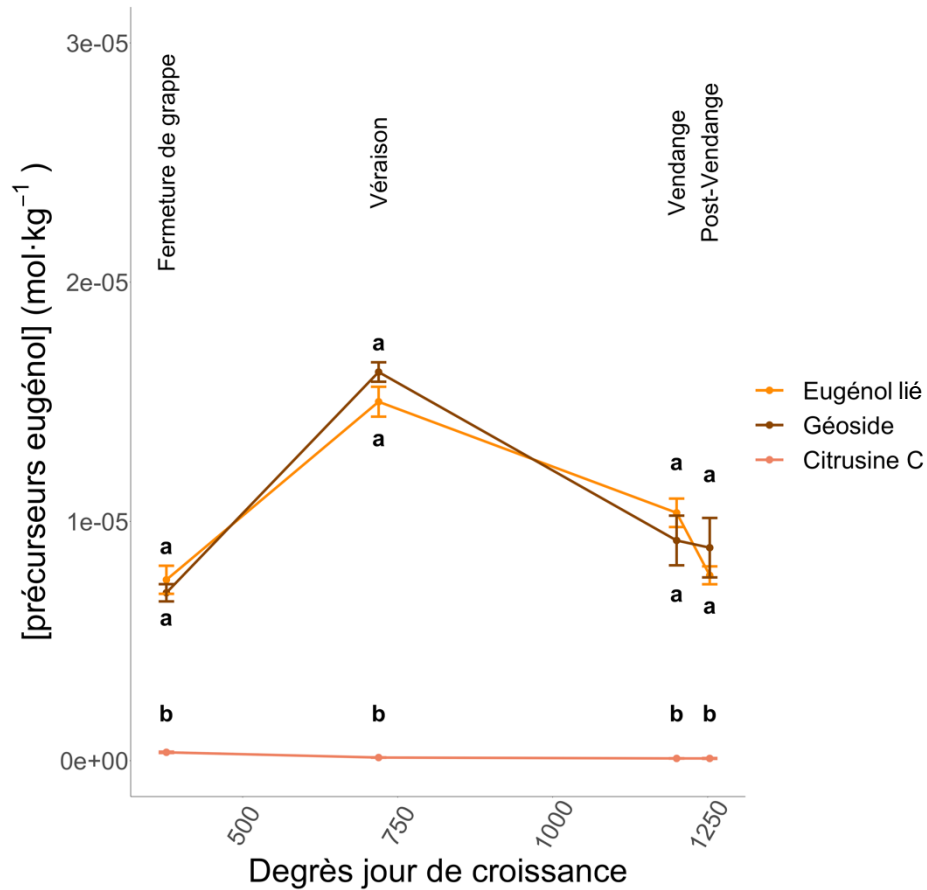 [précurseurs eugénol] (mol·kg⁻¹ )
3e-05
2e-05
1e-05
0e+00
Fermeture de grappe
Véraison
Vendange
Post-Vendange
a
a
a
a
a
a
a
a
b
b
b
b
500
750
1000
1250
Degrès jour de croissance
Eugénol lié
Géoside
Citrusine C